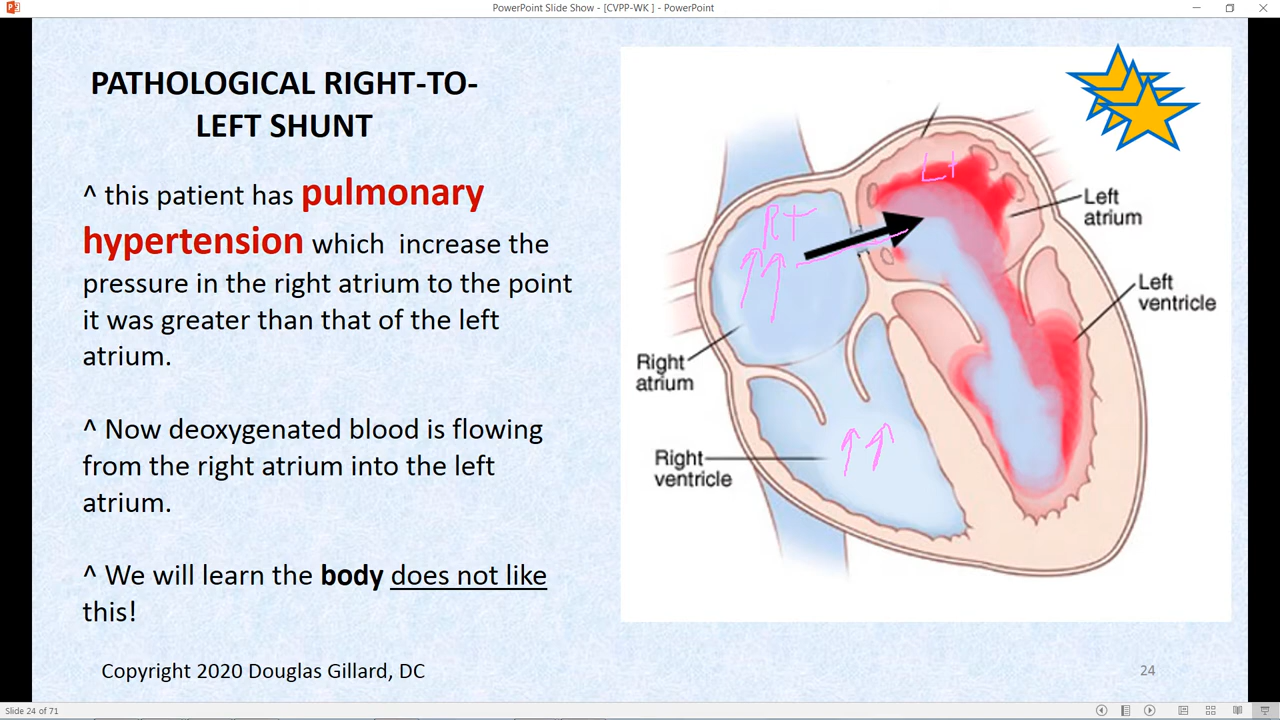 PowerPoint Slide Show - [CVPP-WK ] - PowerPoint
PATHOLOGICAL RIGHT-TO-
LEFT SHUNT
^ this patient has pulmonary
hypertension which increase the
pressure in the right atrium to the point
it was greater than that of the left
atrium.
^ Now deoxygenated blood is flowing
from the right atrium into the left
atrium.
^ We will learn the body does not like
this!
Copyright 2020 Douglas Gillard, DC
Lt
Rt
Left
atrium
Left
ventricle
Right
atrium
Right
ventricle
24
Slide 24 of 71